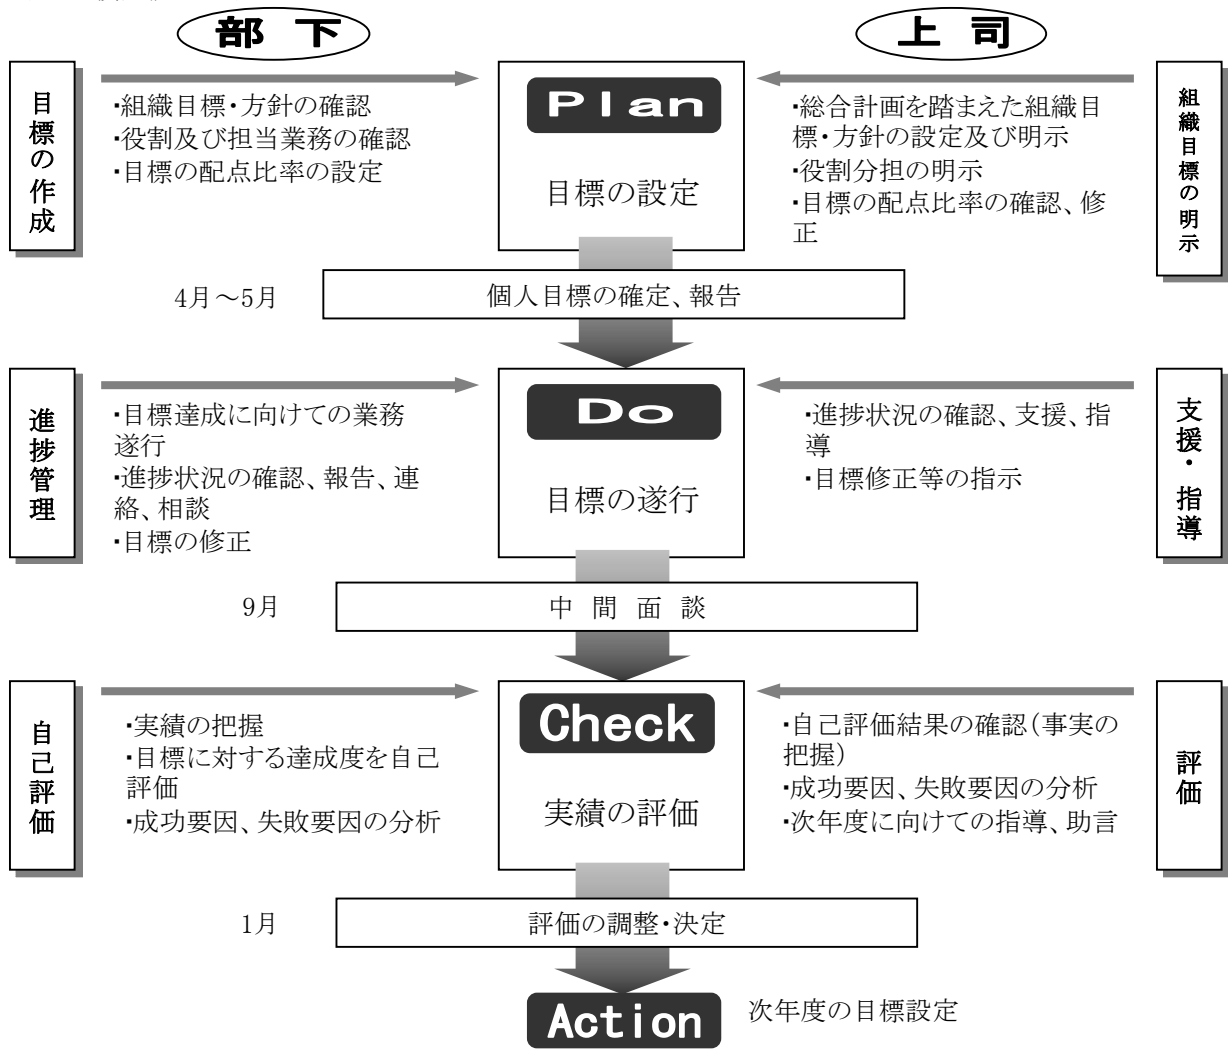 部 下
上 司
目標の作成
・組織目標・方針の確認
・役割及び担当業務の確認
・目標の配点比率の設定
Plan
目標の設定
・総合計画を踏まえた組織目
標・方針の設定及び明示
・役割分担の明示
・目標の配点比率の確認、修
正
組織目標の明示
4月～5月
個人目標の確定、報告
進捗管理
・目標達成に向けての業務
遂行
・進捗状況の確認、報告、連
絡、相談
・目標の修正
Do
目標の遂行
・進捗状況の確認、支援、指
導
・目標修正等の指示
支援・指導
9月
中 間 面 談
自己評価
・実績の把握
・目標に対する達成度を自己
評価
・成功要因、失敗要因の分析
Check
実績の評価
・自己評価結果の確認（事実の
把握）
・成功要因、失敗要因の分析
・次年度に向けての指導、助言
評価
1月
評価の調整・決定
Action
次年度の目標設定